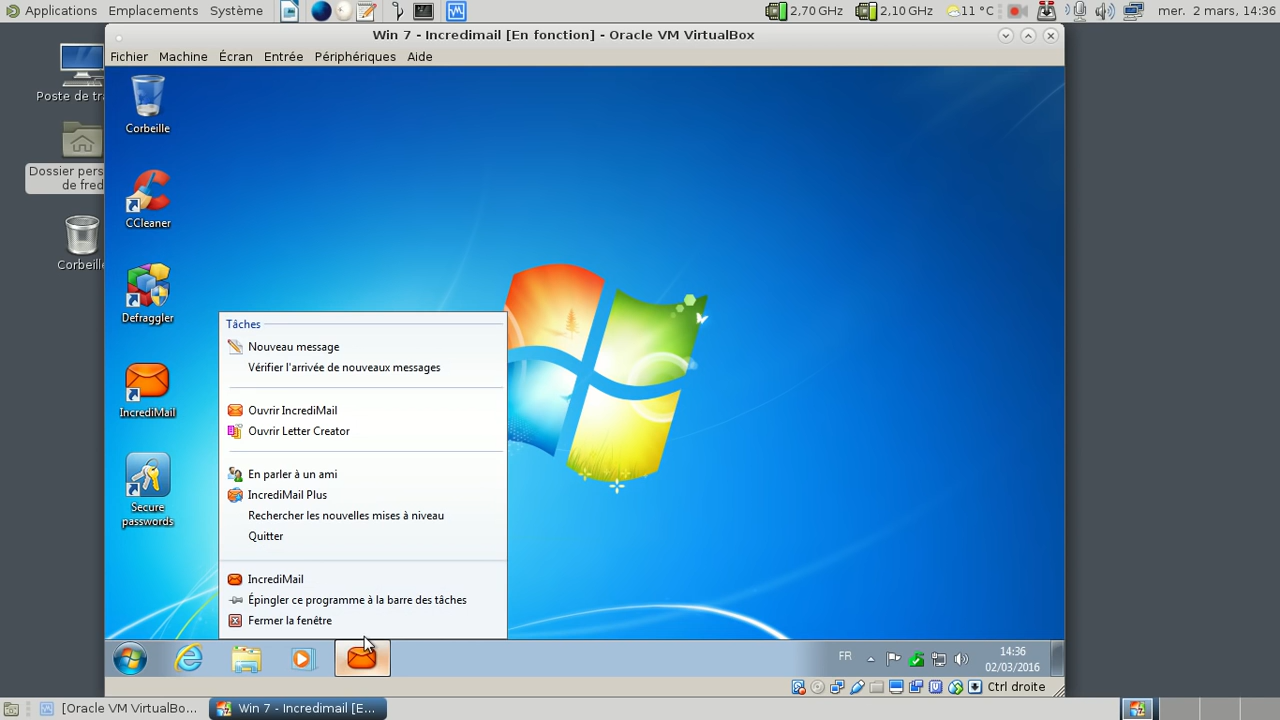 Applications Emplacements Système
2,70 GHz 2,10 GHz 11 °C mer. 2 mars, 14:36
Win 7 - Incredimail [En fonction] - Oracle VM VirtualBox
Fichier Machine Écran Entrée Périphériques Aide
Poste de tra
Dossier pers
de fred
Corbeille
Corbeille
CCleaner
Defraggler
IncrediMail
Secure
passwords
Tâches
Nouveau message
Vérifier l'arrivée de nouveaux messages
Ouvrir IncrediMail
Ouvrir Letter Creator
En parler à un ami
IncrediMail Plus
Rechercher les nouvelles mises à niveau
Quitter
IncrediMail
Épingler ce programme à la barre des tâches
Fermer la fenêtre
FR
14:36
02/03/2016
Ctrl droite
[Oracle VM VirtualBo...
Win 7 - Incredimail [E...